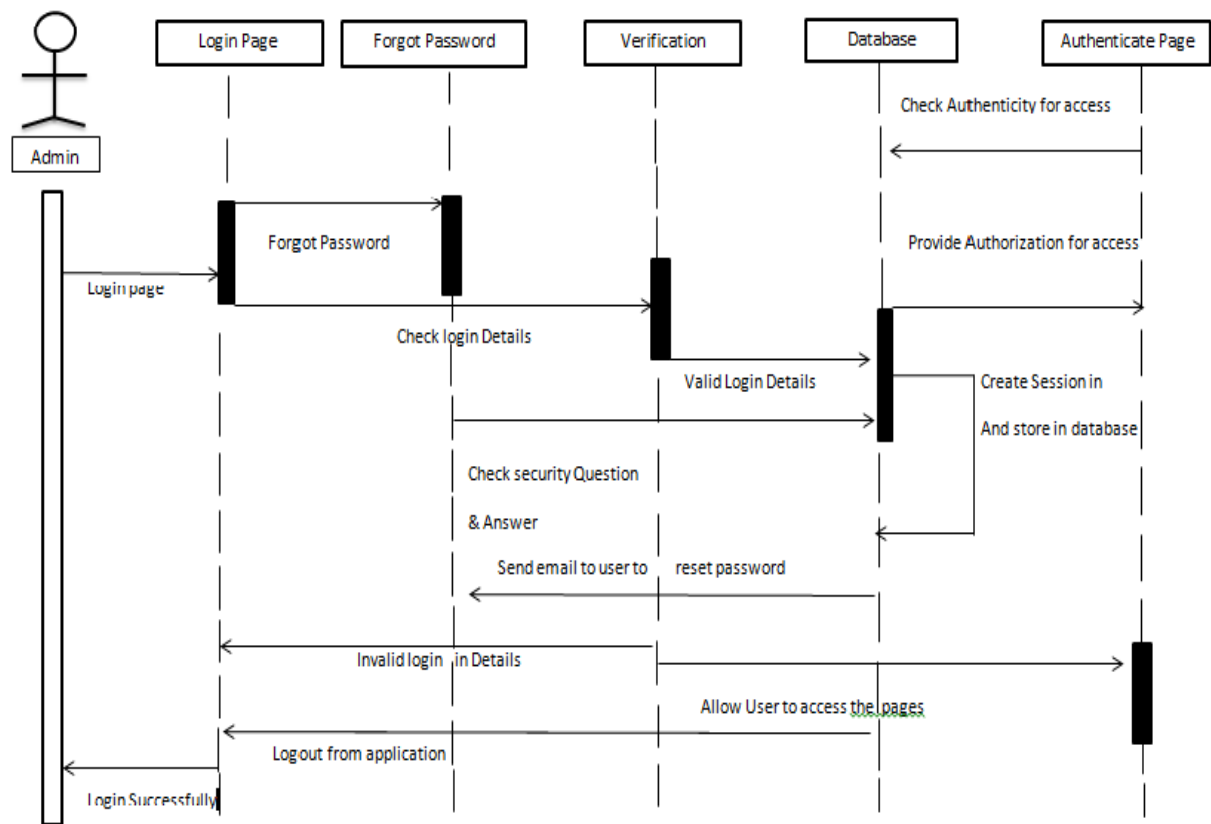 Login Page
Forgot Password
Verification
Database
Authenticate Page
Admin
Check Authenticity for access
Forgot Password
Provide Authorization for access
Login page
Check login Details
Valid Login Details
Create Session in
And store in database
Check security Question
& Answer
Send email to user to reset password
Invalid login in Details
Allow User to access the pages
Logout from application
Login Successfully